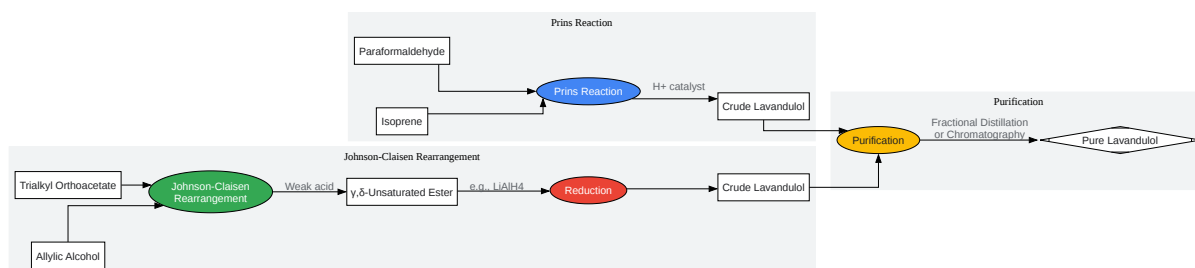 Prins Reaction
Paraformaldehyde
Prins Reaction
H+ catalyst
Isoprene
Crude Lavandulol
Purification
Purification
Fractional Distillation
or Chromatography
Pure Lavandulol
Johnson-Claisen Rearrangement
Trialkyl Orthoacetate
Johnson-Claisen
Rearrangement
Weak acid
γ,δ-Unsaturated Ester
e.g., LiAlH4
Reduction
Crude Lavandulol
Allylic Alcohol